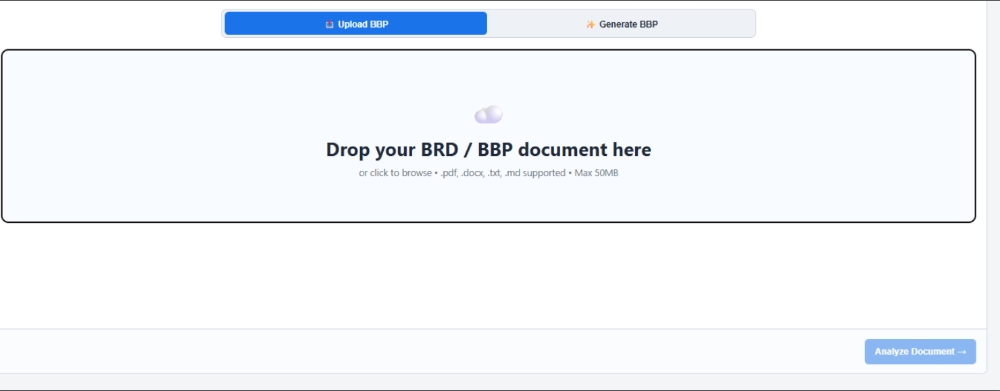 📤 Upload BBP
✨ Generate BBP
Drop your BRD / BBP document here
or click to browse • .pdf, .docx, .txt, .md supported • Max 50MB
Analyze Document →